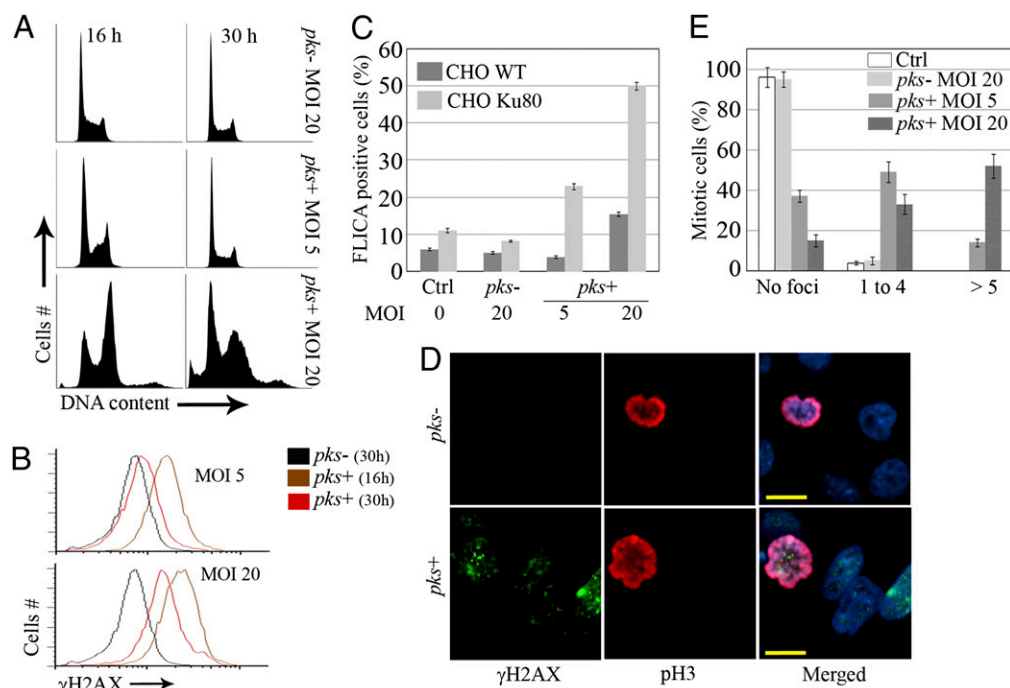 A
16 h
30 h
pks- MOI 20
pks+ MOI 5
pks+ MOI 20
Cells #
DNA content
B
MOI 5
MOI 20
pks- (30h)
pks+ (16h)
pks+ (30h)
Cells #
γH2AX
C
FLICA positive cells (%)
60
50
40
30
20
10
0
CHO WT
CHO Ku80
Ctrl
pks-
pks+
MOI
0
20
5
20
D
pks-
pks+
γH2AX
pH3
Merged
E
Mitotic cells (%)
100
80
60
40
20
0
Ctrl
pks- MOI 20
pks+ MOI 5
pks+ MOI 20
No foci
1 to 4
> 5